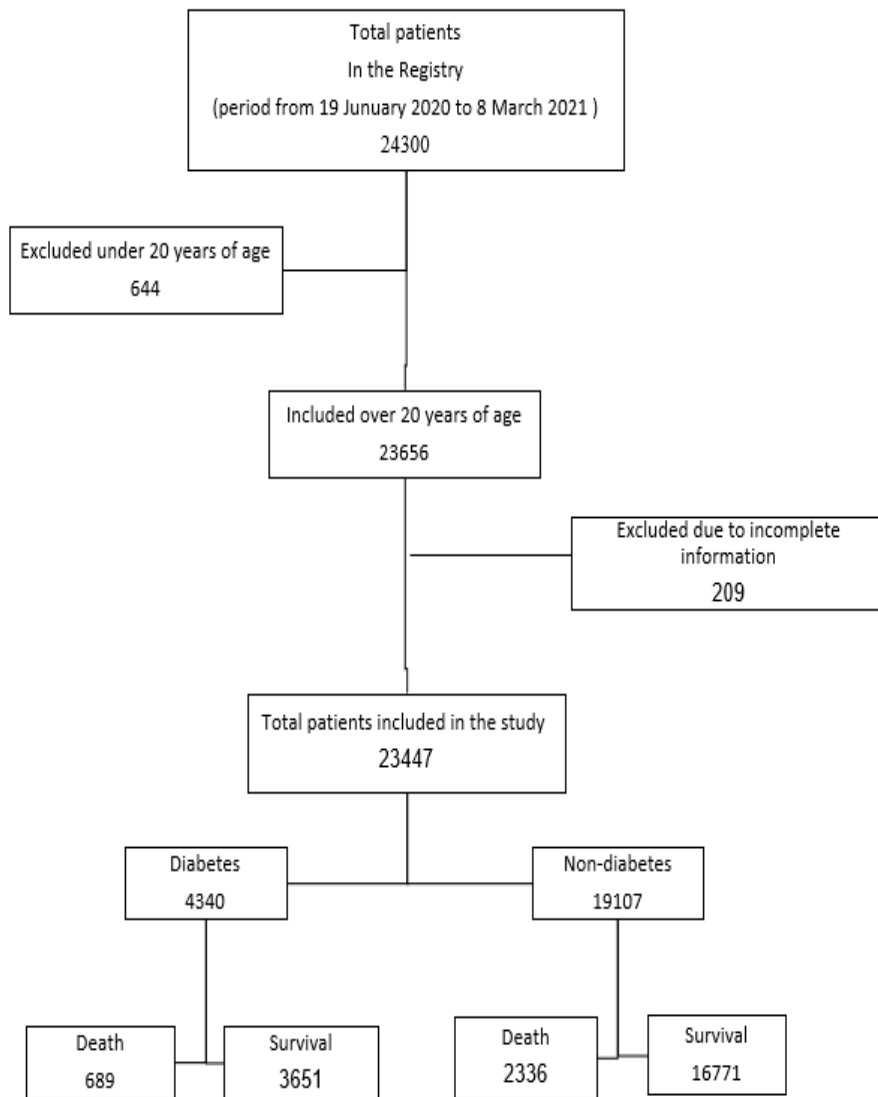 Total patients
In the Registry
(period from 19 Junuary 2020 to 8 March 2021 )
24300
Excluded under 20 years of age
644
Included over 20 years of age
23656
Excluded due to incomplete
information
209
Total patients included in the study
23447
Diabetes
4340
Non-diabetes
19107
Death
689
Survival
3651
Death
2336
Survival
16771